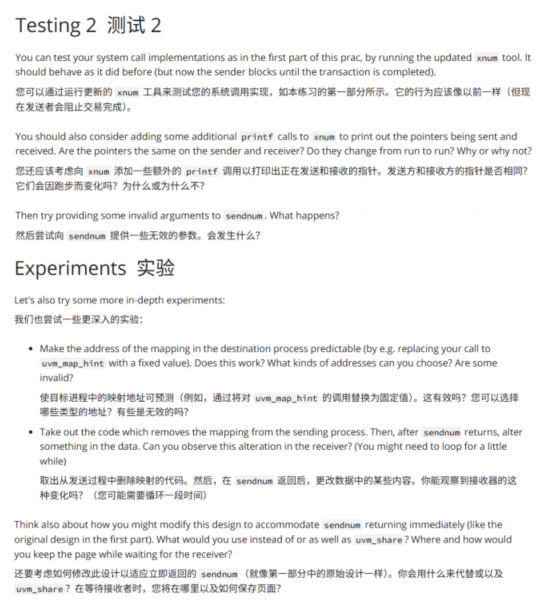 Testing 2 测试 2
You can test your system call implementations as in the first part of this prac, by running the updated xnum tool. It
should behave as it did before (but now the sender blocks until the transaction is completed).
您可以通过运行更新的 xnum 工具来测试您的系统调用实现，如本练习的第一部分所示。它的行为应该像以前一样（但现
在发送者会阻止交易完成）。
You should also consider adding some additional printf calls to xnum to print out the pointers being sent and
received. Are the pointers the same on the sender and receiver? Do they change from run to run? Why or why not?
您还应该考虑向 xnum 添加一些额外的 printf 调用以打印出正在发送和接收的指针。发送方和接收方的指针是否相同？
它们会因跑步而变化吗？为什么或为什么不？
Then try providing some invalid arguments to sendnum. What happens?
然后尝试向 sendnum 提供一些无效的参数。会发生什么？
Experiments 实验
Let's also try some more in-depth experiments:
我们也尝试一些更深入的实验：
• Make the address of the mapping in the destination process predictable (by e.g. replacing your call to
uvm_map_hint with a fixed value). Does this work? What kinds of addresses can you choose? Are some
invalid?
使目标进程中的映射地址可预测（例如，通过将对 uvm_map_hint 的调用替换为固定值）。这有效吗？您可以选择
哪些类型的地址？有些是无效的吗？
• Take out the code which removes the mapping from the sending process. Then, after sendnum returns, alter
something in the data. Can you observe this alteration in the receiver? (You might need to loop for a little
while)
取出从发送过程中删除映射的代码。然后，在 sendnum 返回后，更改数据中的某些内容。你能观察到接收器的这
种变化吗？（您可能需要循环一段时间）
Think also about how you might modify this design to accommodate sendnum returning immediately (like the
original design in the first part). What would you use instead of or as well as uvm_share? Where and how would
you keep the page while waiting for the receiver?
还要考虑如何修改此设计以适应立即返回的 sendnum（就像第一部分中的原始设计一样）。你会用什么来代替或以及
uvm_share？在等待接收者时，您将在哪里以及如何保存页面？